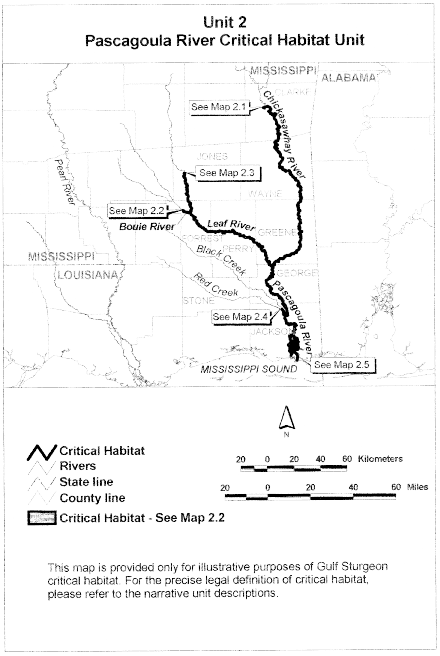 Unit 2
Pascagoula River Critical Habitat Unit
MISSISSIPPI
ALABAMA
CLARKE
See Map 2.1
Chickasawhay River
JONES
See Map 2.3
Pearl River
WAYNE
See Map 2.2
Bouie River
Leaf River
GREENE
FORREST
PERRY
Black Creek
MISSISSIPPI
LOUISIANA
GEORGE
Red Creek
STONE
Pascagoula River
See Map 2.4
JACKSON
See Map 2.5
MISSISSIPPI SOUND
N
Critical Habitat
Rivers
State line
County line
Critical Habitat - See Map 2.2
20 0 20 40 60 Kilometers
20 0 20 40 60 Miles
This map is provided only for illustrative purposes of Gulf Sturgeon
critical habitat. For the precise legal definition of critical habitat,
please refer to the narrative unit descriptions.